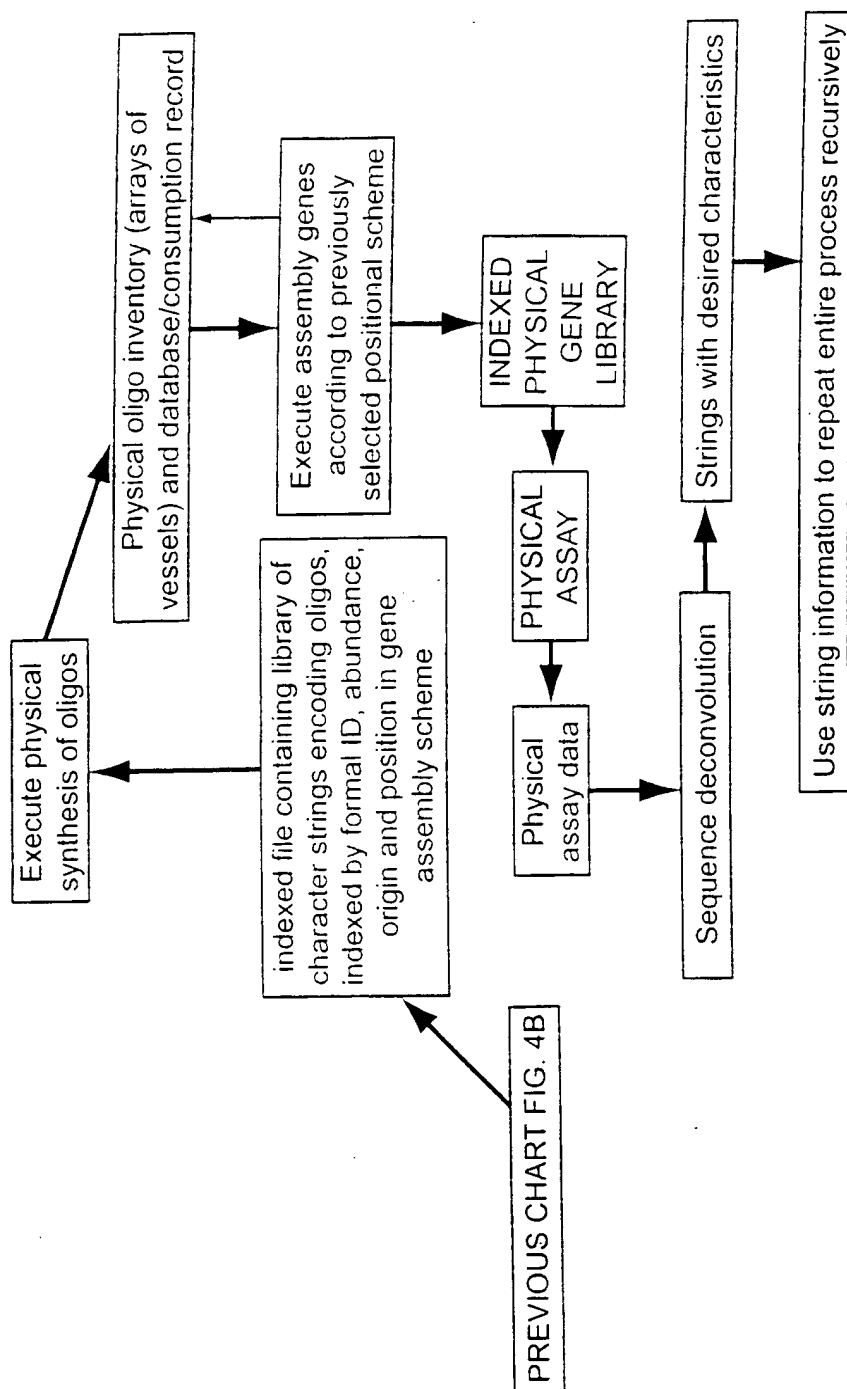 PREVIOUS CHART FIG. 4B
indexed file containing library of
character strings encoding oligos,
indexed by formal ID, abundance,
origin and position in gene
assembly scheme
Execute physical
synthesis of oligos
Physical oligo inventory (arrays of
vessels) and database/consumption record
Execute assembly genes
according to previously
selected positional scheme
INDEXED
PHYSICAL
GENE
LIBRARY
PHYSICAL
ASSAY
Physical
assay data
Sequence deconvolution
Strings with desired characteristics
Use string information to repeat entire process recursively